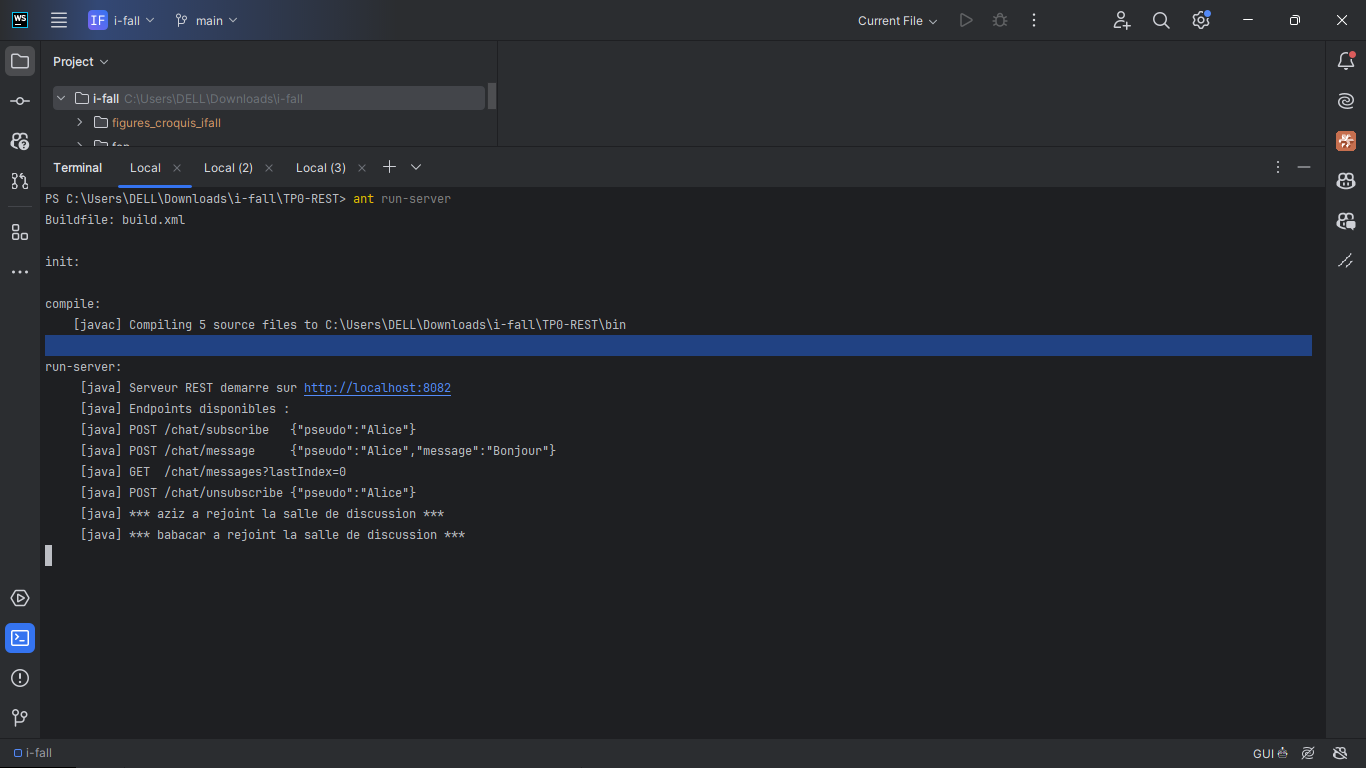 WS
IF i-fall main Current File
Project
i-fall C:\Users\DELL\Downloads\i-fall
figures_croquis_ifall
Terminal Local Local (2) Local (3)
PS C:\Users\DELL\Downloads\i-fall\TP0-REST> ant run-server
Buildfile: build.xml
init:
compile:
[javac] Compiling 5 source files to C:\Users\DELL\Downloads\i-fall\TP0-REST\bin
run-server:
[java] Serveur REST demarre sur http://localhost:8082
[java] Endpoints disponibles :
[java] POST /chat/subscribe   {"pseudo":"Alice"}
[java] POST /chat/message     {"pseudo":"Alice","message":"Bonjour"}
[java] GET  /chat/messages?lastIndex=0
[java] POST /chat/unsubscribe {"pseudo":"Alice"}
[java] *** aziz a rejoint la salle de discussion ***
[java] *** babacar a rejoint la salle de discussion ***
i-fall
GUI